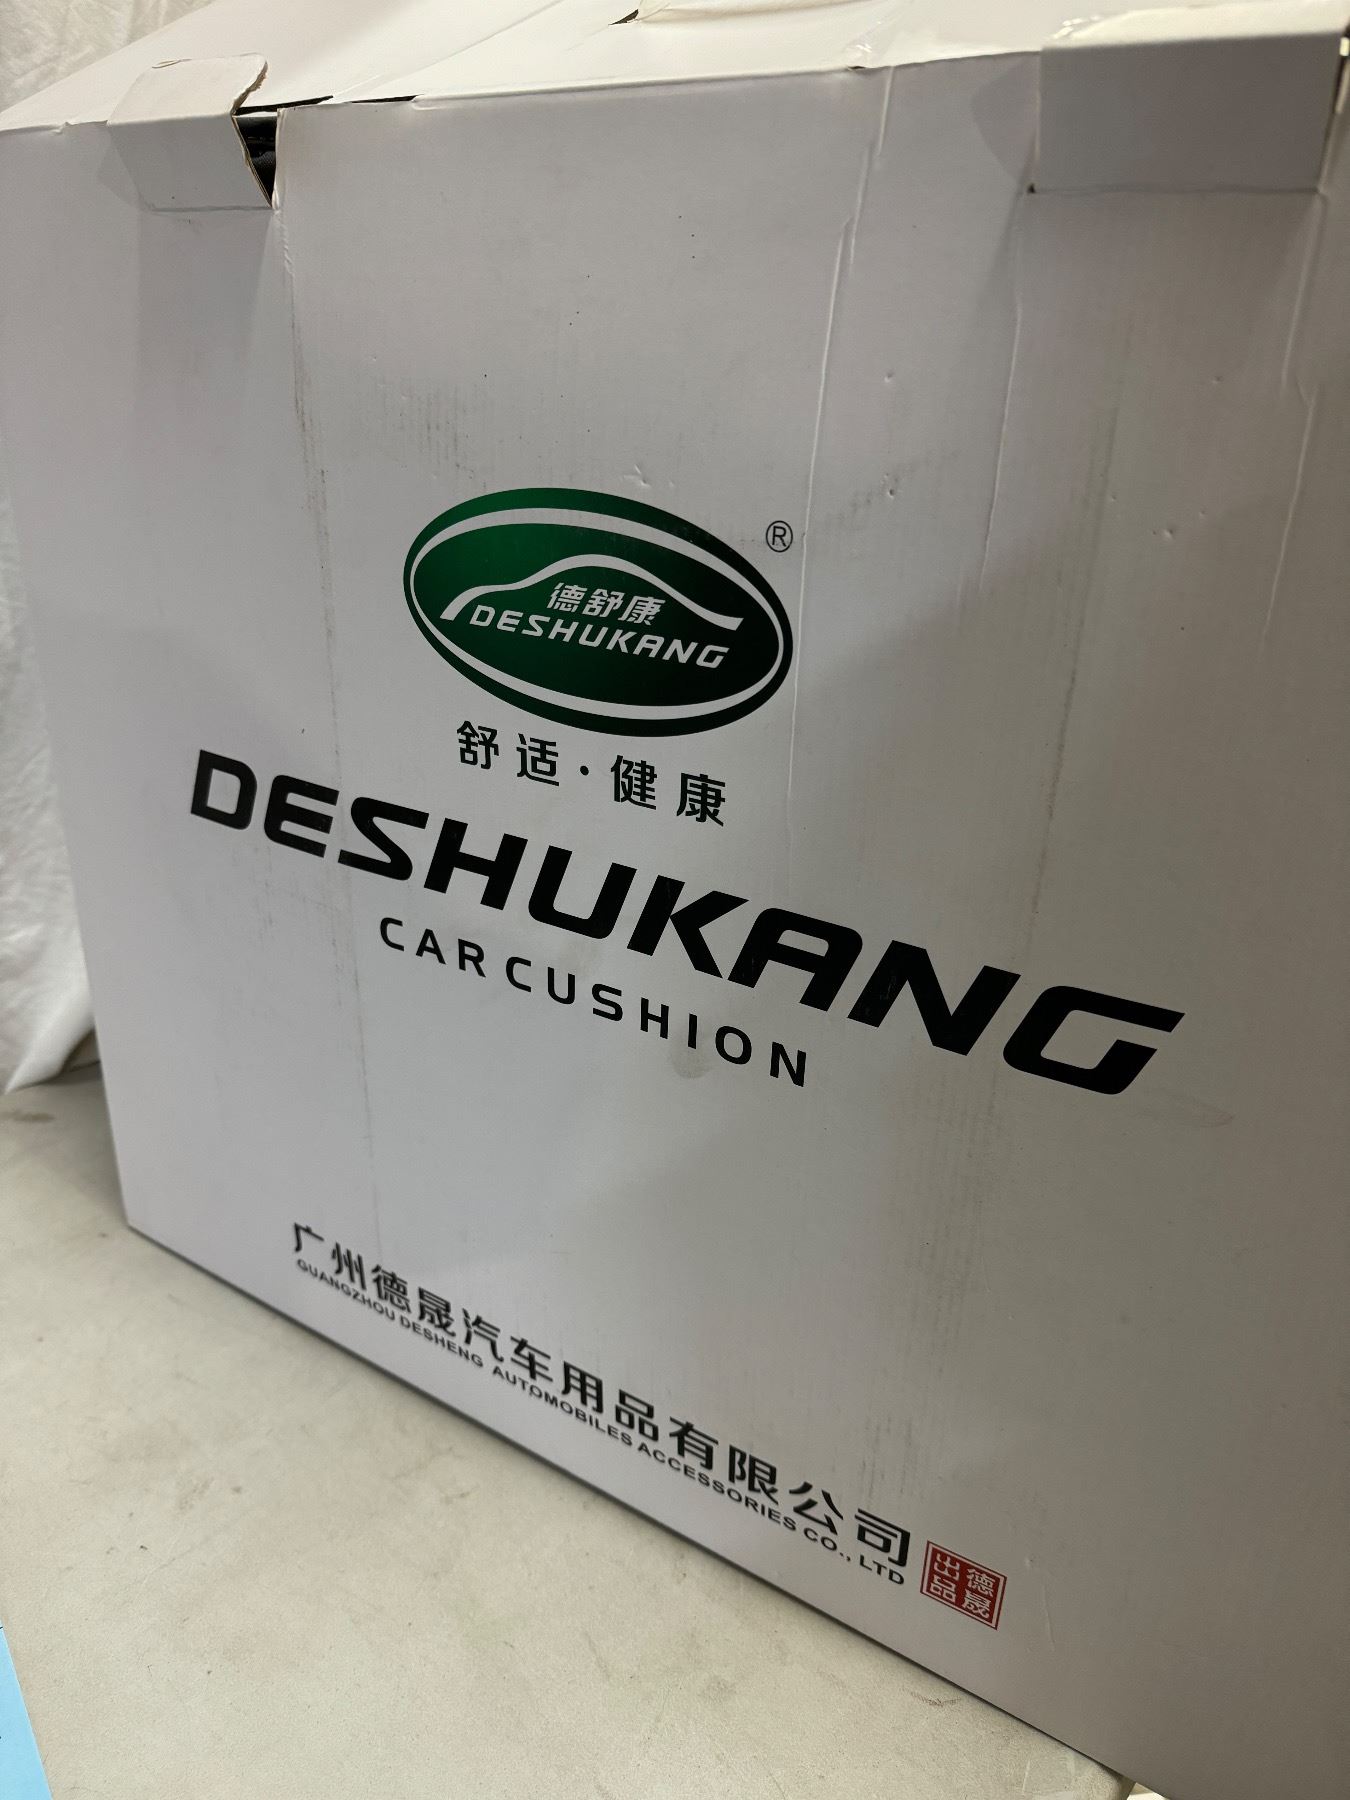 ®
德舒康
DESHUKANG
舒适·健康
DESHUKANG
CAR CUSHION
广州德晟汽车用品有限公司
GUANGZHOU DESHENG AUTOMOBILES ACCESSORIES CO., LTD
德晟
出品